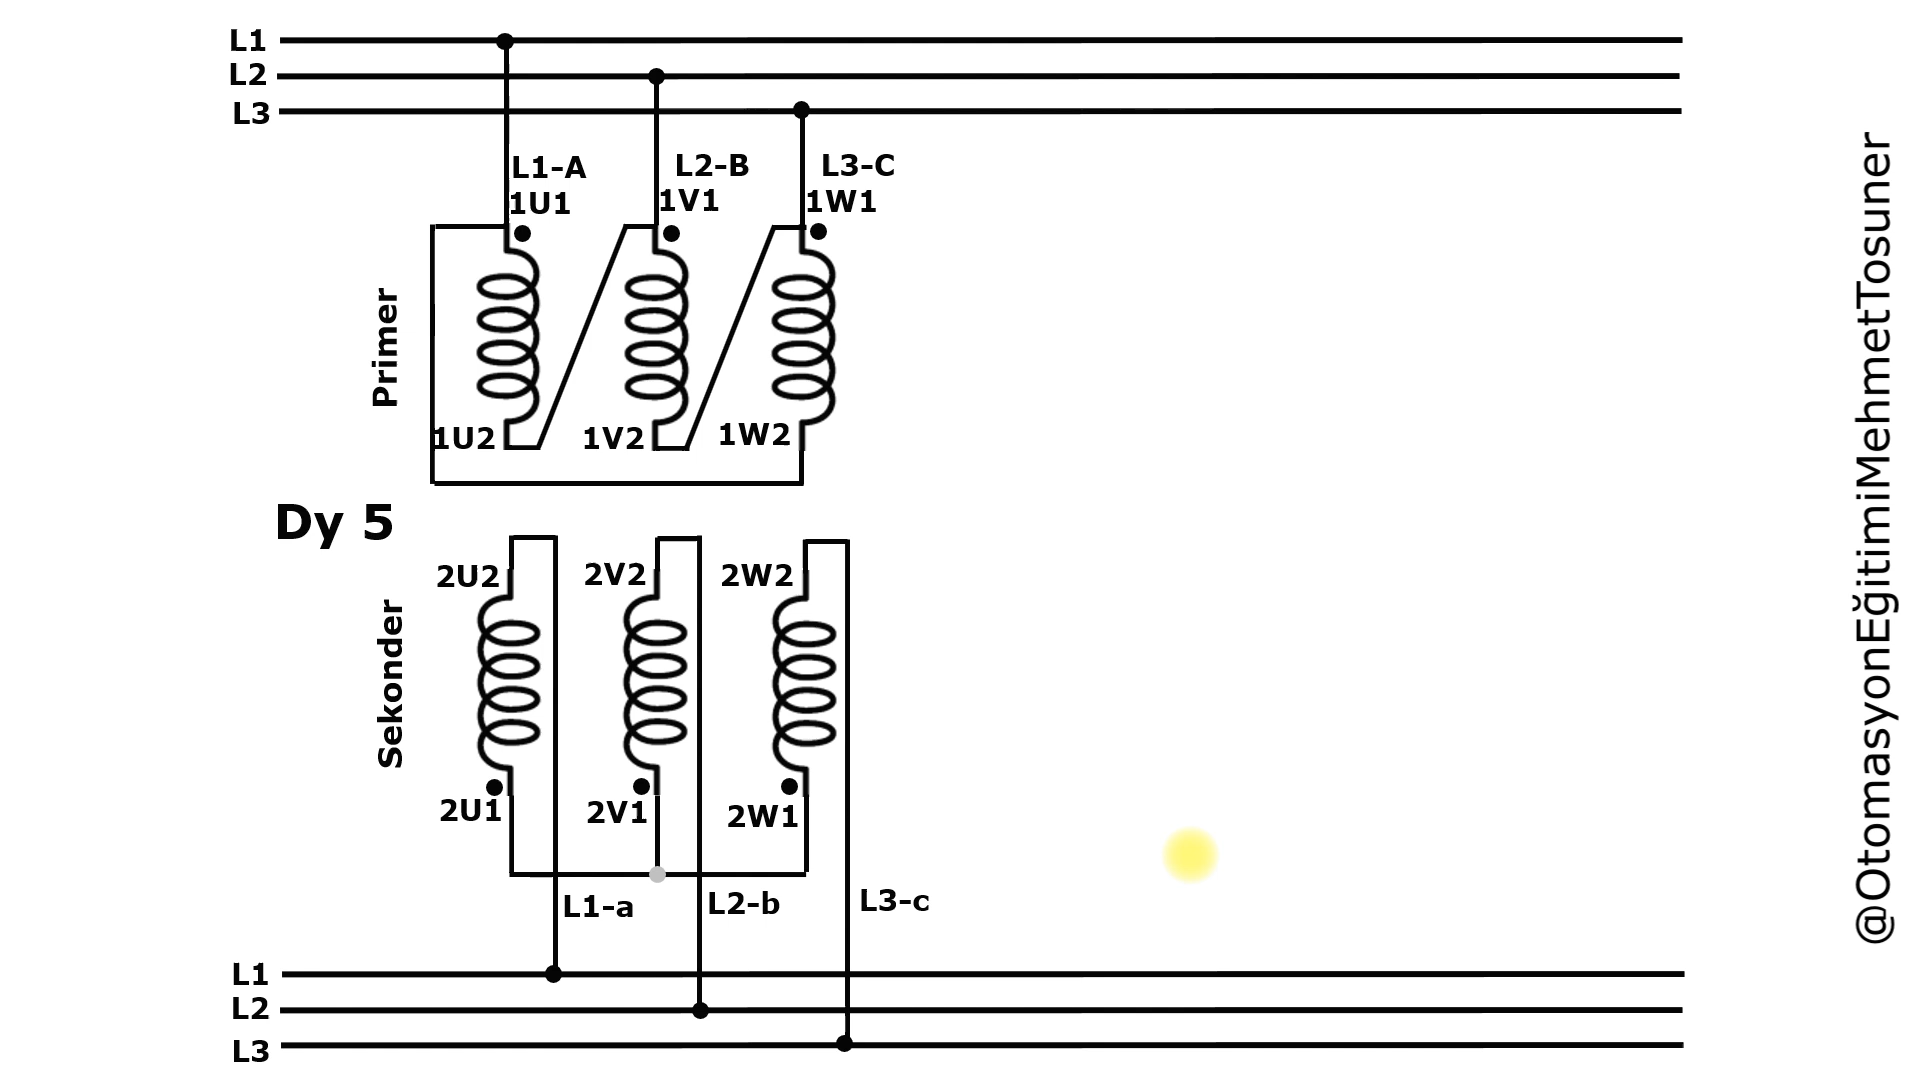 L1
L2
L3
L1-A
1U1
L2-B
1V1
L3-C
1W1
Primer
1U2
1V2
1W2
Dy 5
2U2
2V2
2W2
Sekonder
2U1
2V1
2W1
L1-a
L2-b
L3-c
L1
L2
L3
@OtomasyonEğitimiMehmetTosuner